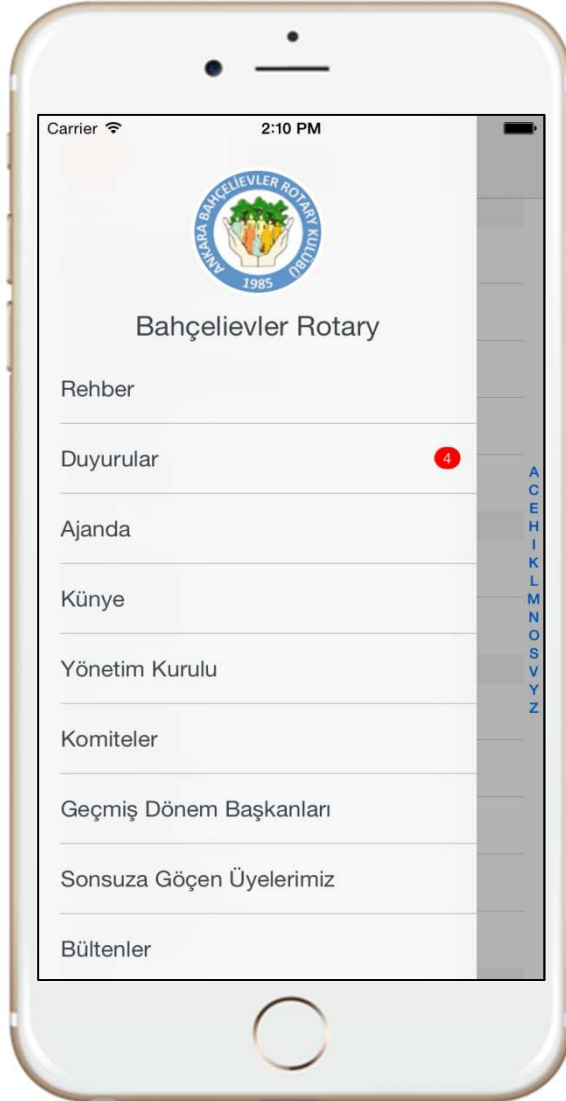 Carrier
2:10 PM
ANKARA BAHÇELİEVLER ROTARY KULÜBÜ
1985
Bahçelievler Rotary
Rehber
Duyurular
4
Ajanda
Künye
Yönetim Kurulu
Komiteler
Geçmiş Dönem Başkanları
Sonsuza Göçen Üyelerimiz
Bültenler
A
C
E
H
I
K
L
M
N
O
S
V
Y
Z